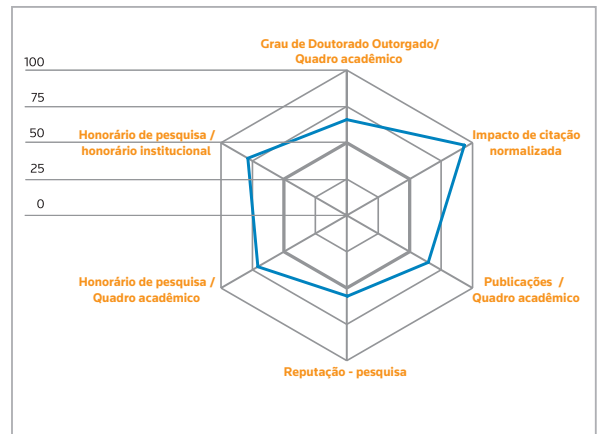 Grau de Doutorado Outorgado/
Quadro acadêmico
100
75
50
25
0
Honorário de pesquisa /
honorário institucional
Impacto de citação
normalizada
Honorário de pesquisa /
Quadro acadêmico
Publicações /
Quadro acadêmico
Reputação - pesquisa